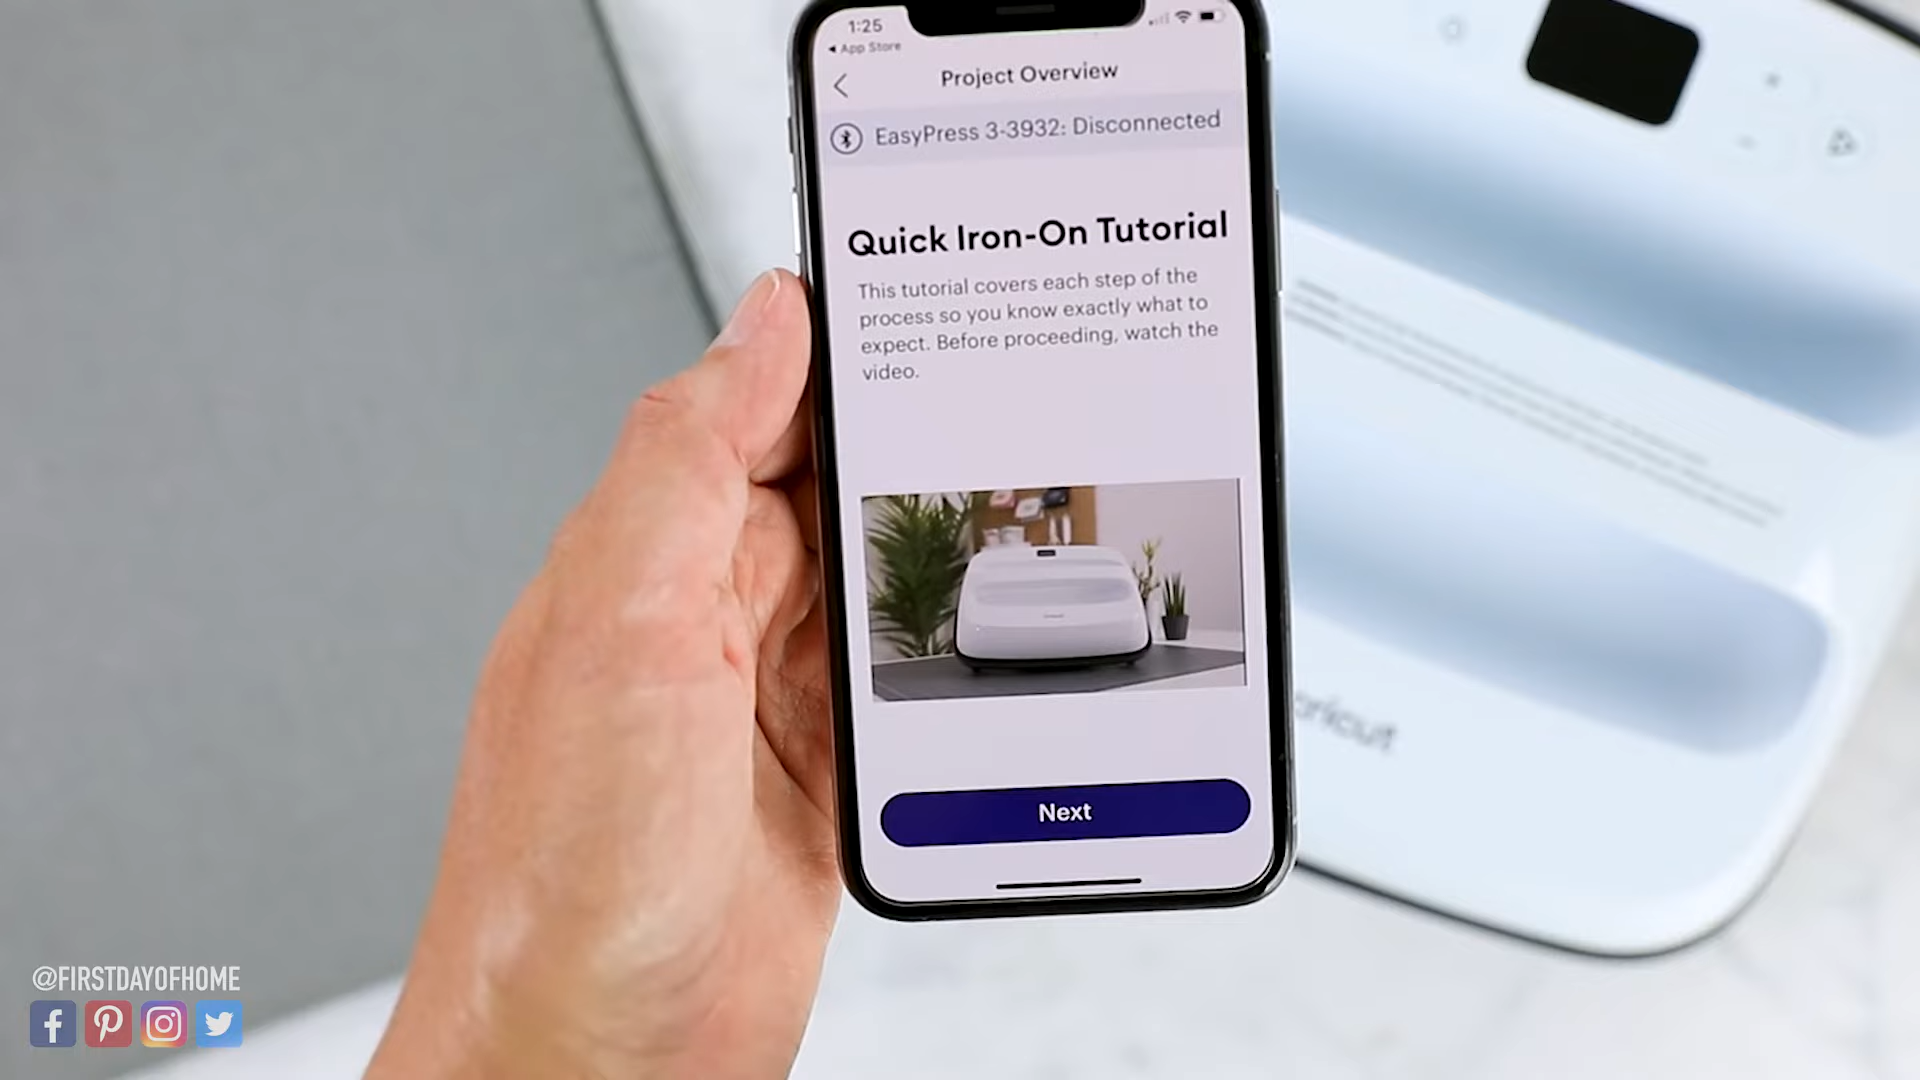 1:25
App Store
Project Overview
EasyPress 3-3932: Disconnected
Quick Iron-On Tutorial
This tutorial covers each step of the
process so you know exactly what to
expect. Before proceeding, watch the
video.
Next
cricut
@FIRSTDAYOFHOME